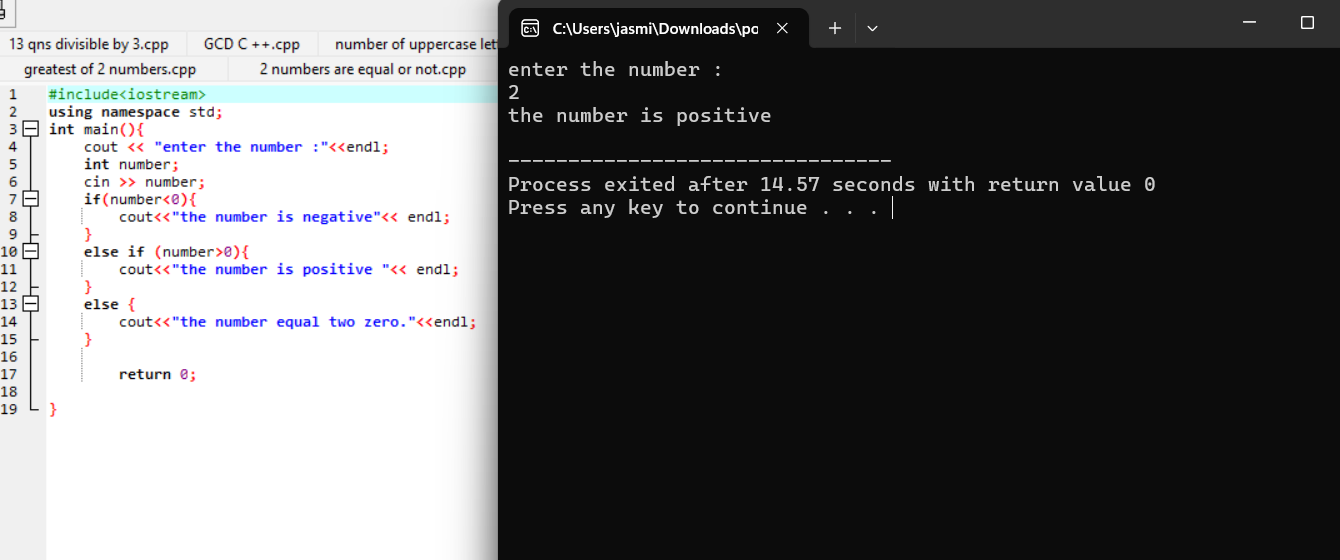 13 qns divisible by 3.cpp GCD C ++.cpp number of uppercase let
greatest of 2 numbers.cpp 2 numbers are equal or not.cpp
1 #include<iostream>
2 using namespace std;
3 int main(){
4 cout << "enter the number :"<<endl;
5 int number;
6 cin >> number;
7 if(number<0){
8 cout<<"the number is negative"<< endl;
9 }
10 else if (number>0){
11 cout<<"the number is positive "<< endl;
12 }
13 else {
14 cout<<"the number equal two zero."<<endl;
15 }
16
17 return 0;
18
19 }
C:\Users\jasmi\Downloads\po
enter the number :
2
the number is positive
--------------------------------
Process exited after 14.57 seconds with return value 0
Press any key to continue . . .